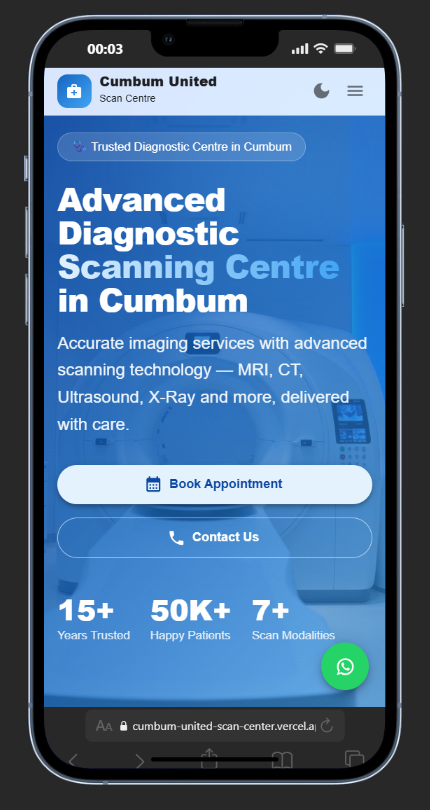 00:03
Cumbum United
Scan Centre
Trusted Diagnostic Centre in Cumbum
Advanced
Diagnostic
Scanning Centre
in Cumbum
Accurate imaging services with advanced
scanning technology — MRI, CT,
Ultrasound, X-Ray and more, delivered
with care.
Book Appointment
Contact Us
15+ 50K+ 7+
Years Trusted Happy Patients Scan Modalities
AA cumbum-united-scan-center.vercel.a